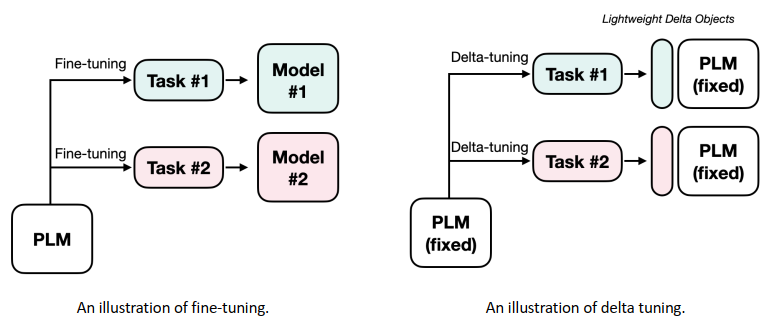 Lightweight Delta Objects
Fine-tuning
Task #1
Model
#1
Fine-tuning
Task #2
Model
#2
PLM
An illustration of fine-tuning.
Delta-tuning
Task #1
PLM
(fixed)
Delta-tuning
Task #2
PLM
(fixed)
PLM
(fixed)
An illustration of delta tuning.